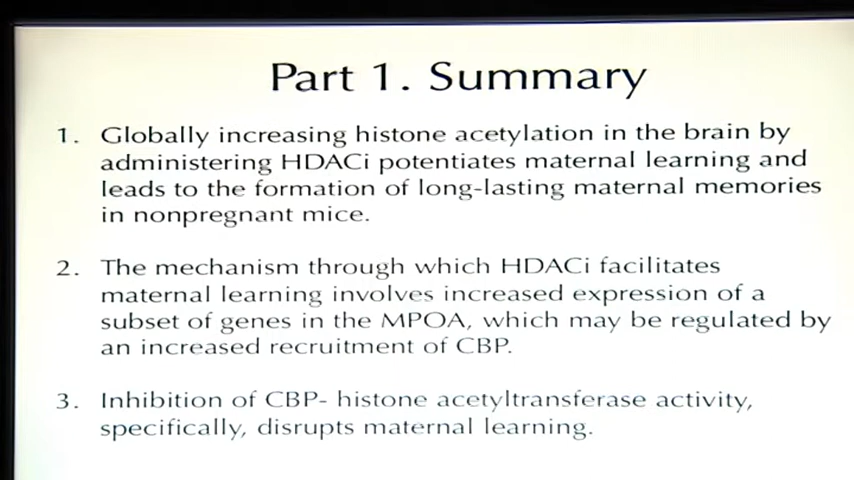 Part 1. Summary
1. Globally increasing histone acetylation in the brain by
administering HDACi potentiates maternal learning and
leads to the formation of long-lasting maternal memories
in nonpregnant mice.
2. The mechanism through which HDACi facilitates
maternal learning involves increased expression of a
subset of genes in the MPOA, which may be regulated by
an increased recruitment of CBP.
3. Inhibition of CBP- histone acetyltransferase activity,
specifically, disrupts maternal learning.